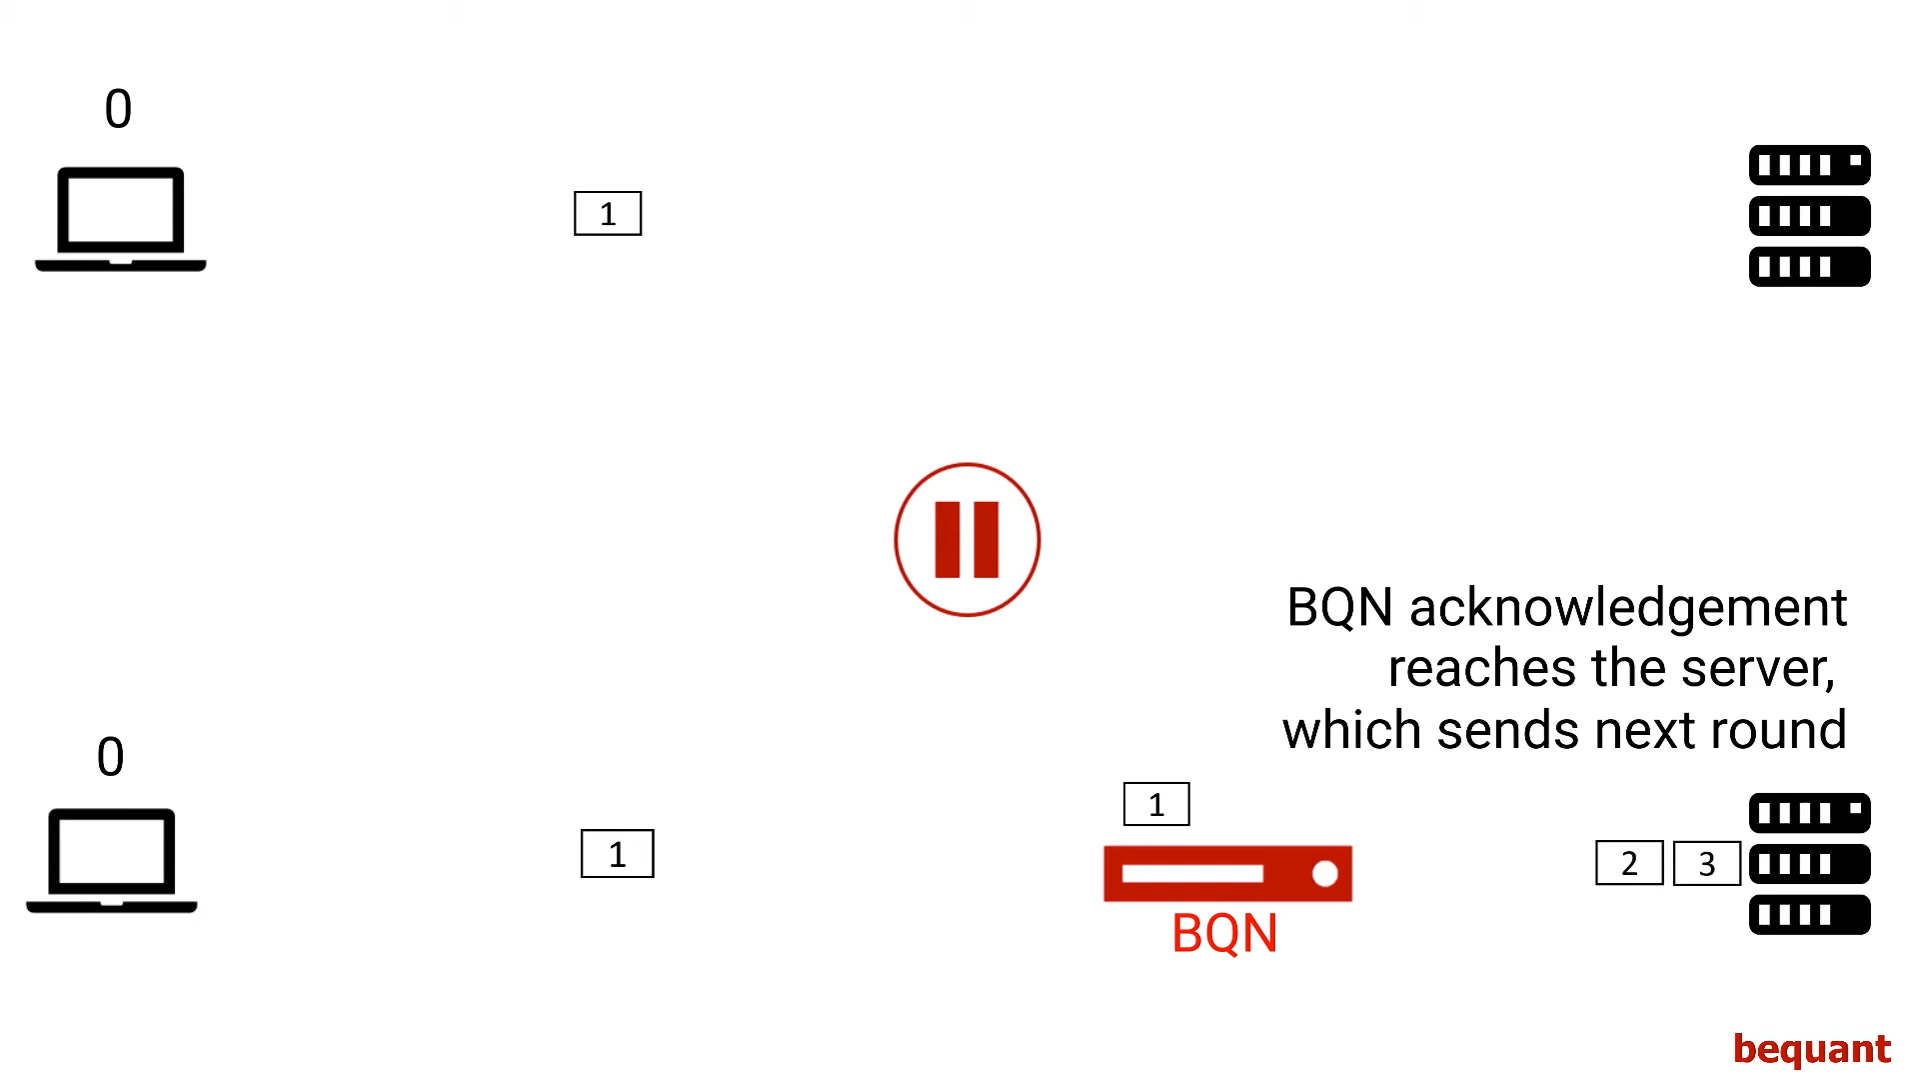 0
1
BQN acknowledgement
reaches the server,
which sends next round
0
1
1
2 3
BQN
bequant